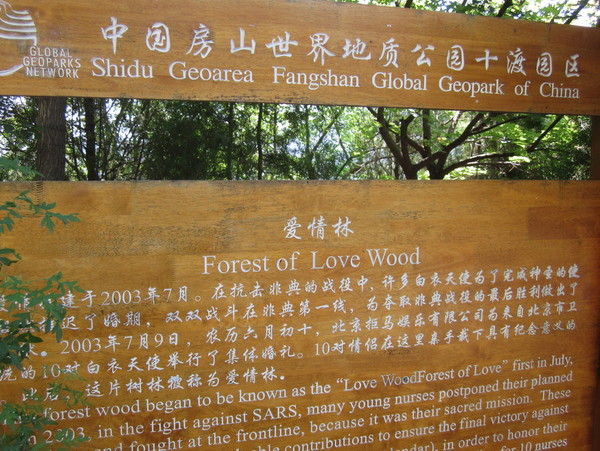 GLOBAL
GEOPARKS
NETWORK
中国房山世界地质公园十渡园区
Shidu Geoarea Fangshan Global Geopark of China
爱情林
Forest of Love Wood
建于2003年7月。在抗击非典的战役中，许多白衣天使为了完成神圣的使
推迟了婚期，双双战斗在非典第一线，为夺取非典战役的最后胜利做出了
。2003年7月9日，农历六月初十，北京拒马娱乐有限公司为来自北京市卫
的10对白衣天使举行了集体婚礼。10对情侣在这里亲手栽下具有纪念意义的
此后，这片树林被称为爱情林。
forest wood began to be known as the “Love WoodForest of Love” first in July,
2003, in the fight against SARS, many young nurses postponed their planned
and fought at the frontline, because it was their sacred mission. These
contributions to ensure the final victory against
in order to honor their
for 10 nurses